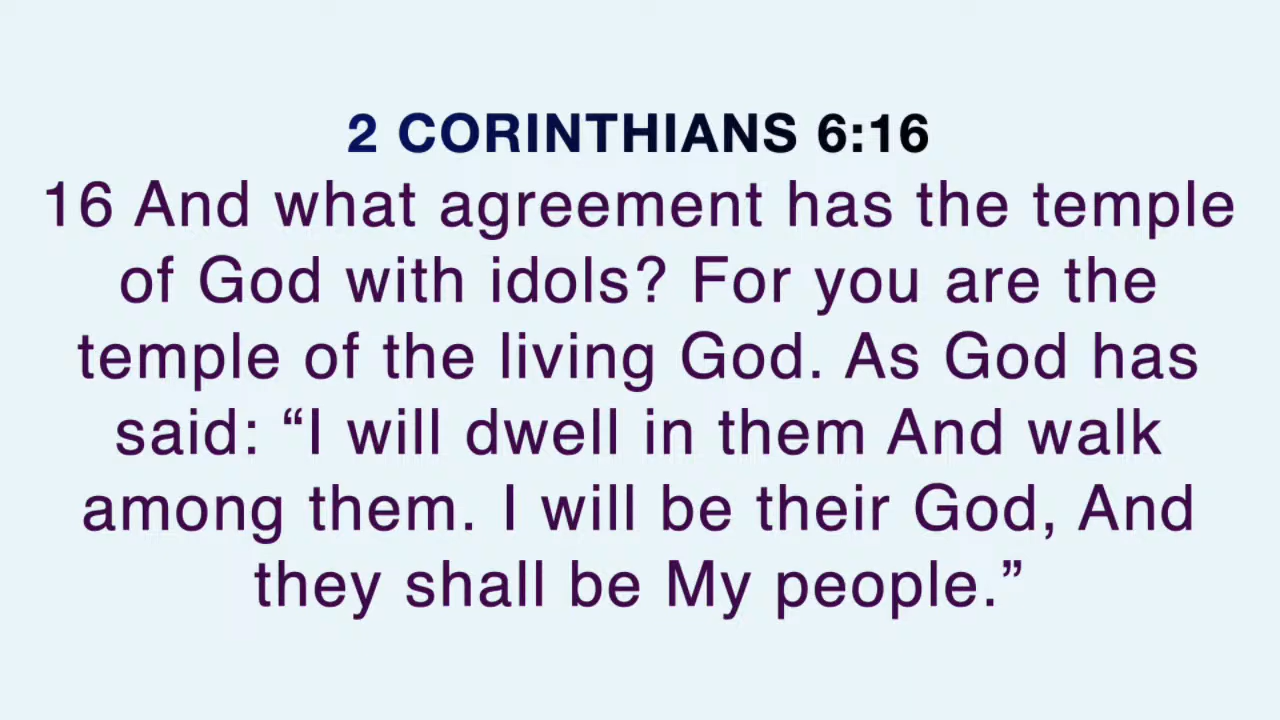 2 CORINTHIANS 6:16
16 And what agreement has the temple
of God with idols? For you are the
temple of the living God. As God has
said: “I will dwell in them And walk
among them. I will be their God, And
they shall be My people.”